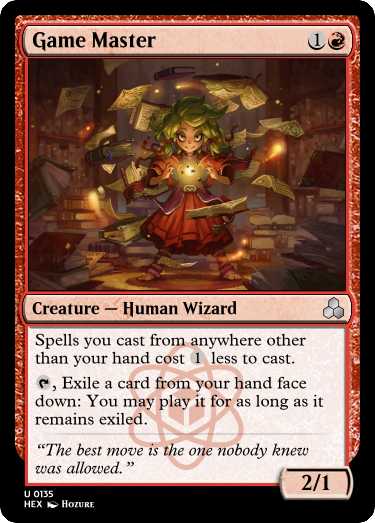 Game Master 1
Creature — Human Wizard
Spells you cast from anywhere other
than your hand cost 1 less to cast.
, Exile a card from your hand face
down: You may play it for as long as it
remains exiled.
“The best move is the one nobody knew
was allowed.”
2/1
U 0135
HEX Hozure